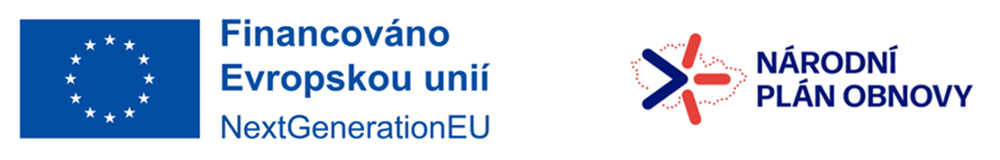 Financováno
Evropskou unií
NextGenerationEU
NÁRODNÍ
PLÁN OBNOVY